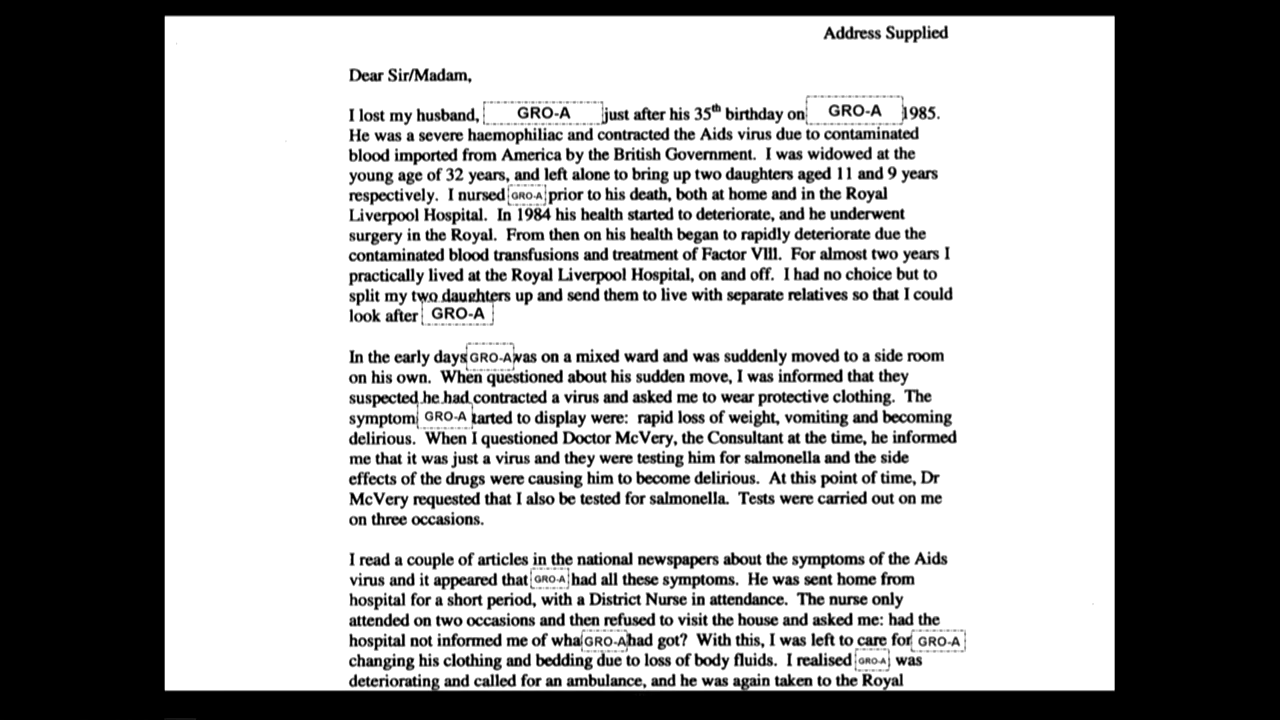 Address Supplied
Dear Sir/Madam,
I lost my husband, GRO-A just after his 35th birthday on GRO-A 1985.
He was a severe haemophiliac and contracted the Aids virus due to contaminated
blood imported from America by the British Government. I was widowed at the
young age of 32 years, and left alone to bring up two daughters aged 11 and 9 years
respectively. I nursed GRO-A prior to his death, both at home and in the Royal
Liverpool Hospital. In 1984 his health started to deteriorate, and he underwent
surgery in the Royal. From then on his health began to rapidly deteriorate due the
contaminated blood transfusions and treatment of Factor V111. For almost two years I
practically lived at the Royal Liverpool Hospital, on and off. I had no choice but to
split my two daughters up and send them to live with separate relatives so that I could
look after GRO-A
In the early days GRO-A was on a mixed ward and was suddenly moved to a side room
on his own. When questioned about his sudden move, I was informed that they
suspected he had contracted a virus and asked me to wear protective clothing. The
symptom GRO-A tarted to display were: rapid loss of weight, vomiting and becoming
delirious. When I questioned Doctor McVery, the Consultant at the time, he informed
me that it was just a virus and they were testing him for salmonella and the side
effects of the drugs were causing him to become delirious. At this point of time, Dr
McVery requested that I also be tested for salmonella. Tests were carried out on me
on three occasions.
I read a couple of articles in the national newspapers about the symptoms of the Aids
virus and it appeared that GRO-A had all these symptoms. He was sent home from
hospital for a short period, with a District Nurse in attendance. The nurse only
attended on two occasions and then refused to visit the house and asked me: had the
hospital not informed me of wha GRO-A had got? With this, I was left to care for GRO-A
changing his clothing and bedding due to loss of body fluids. I realised GRO-A was
deteriorating and called for an ambulance, and he was again taken to the Royal